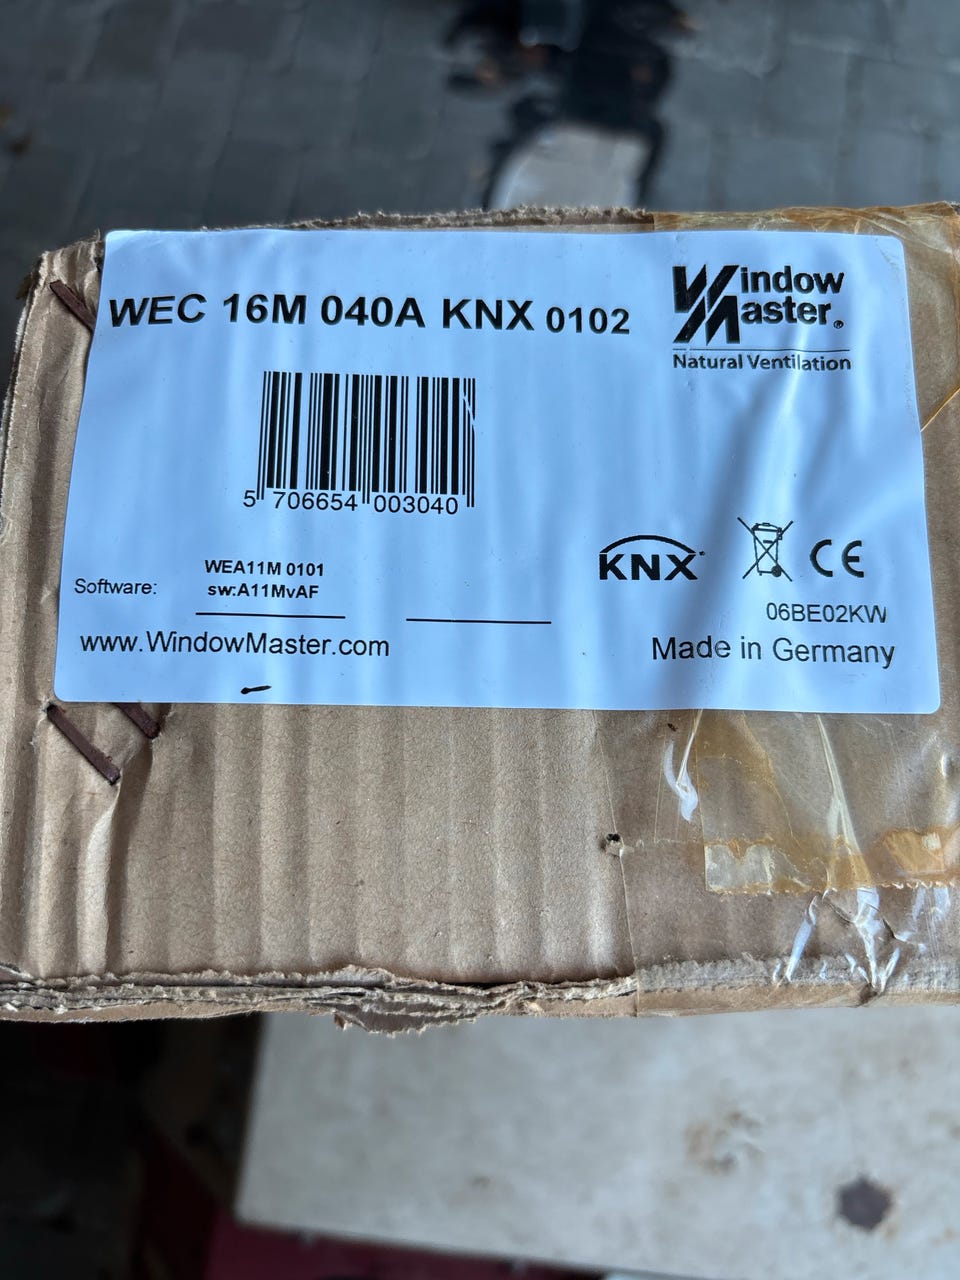 WEC 16M 040A KNX 0102
Window
Master®
Natural Ventilation
5 706654 003040
KNX
CE
WEA11M 0101
Software: sw:A11MvAF
06BE02KW
www.WindowMaster.com
Made in Germany